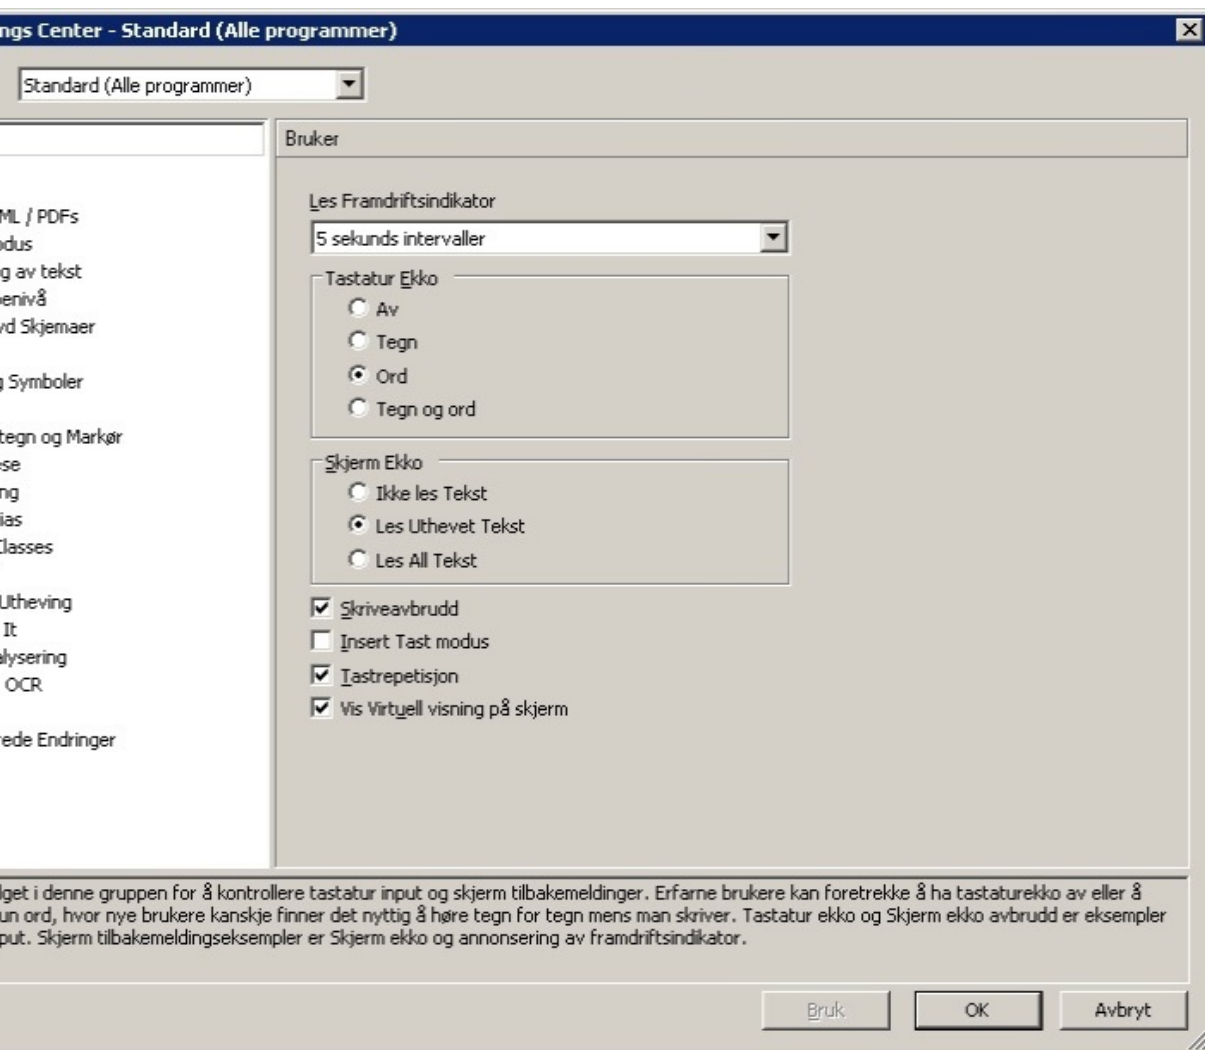 ngs Center - Standard (Alle programmer)
Standard (Alle programmer)
ML / PDFs
odus
g av tekst
penivå
yd Skjemaer
g Symboler
tegn og Markør
ese
ng
ias
Classes
Utheving
It
alysering
OCR
rede Endringer
Bruker
Les Framdriftsindikator
5 sekunds intervaller
Tastatur Ekko
Av
Tegn
Ord
Tegn og ord
Skjerm Ekko
Ikke les Tekst
Les Uthevet Tekst
Les All Tekst
Skriveavbrudd
Insert Tast modus
Tastrepetisjon
Vis Virtuell visning på skjerm
lget i denne gruppen for å kontrollere tastatur input og skjerm tilbakemeldinger. Erfarne brukere kan foretrekke å ha tastaturekko av eller å
un ord, hvor nye brukere kanskje finner det nyttig å høre tegn for tegn mens man skriver. Tastatur ekko og Skjerm ekko avbrudd er eksempler
put. Skjerm tilbakemeldingseksempler er Skjerm ekko og annonsering av framdriftsindikator.
Bruk
OK
Avbryt